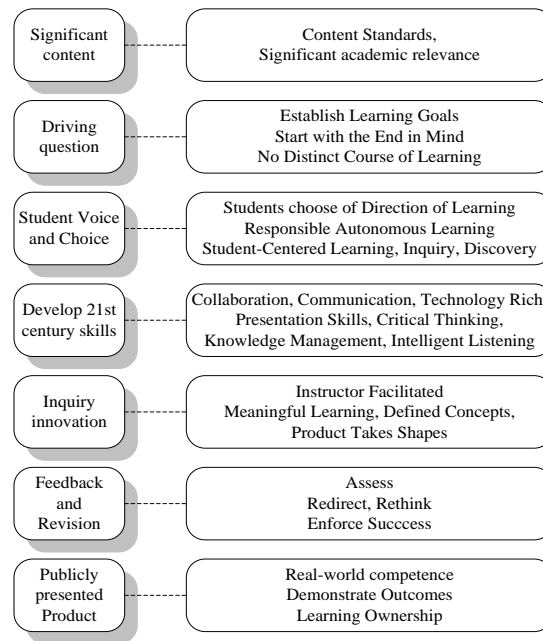 Significant
content
Content Standards,
Significant academic relevance
Driving
question
Establish Learning Goals
Start with the End in Mind
No Distinct Course of Learning
Student Voice
and Choice
Students choose of Direction of Learning
Responsible Autonomous Learning
Student-Centered Learning, Inquiry, Discovery
Develop 21st
century skills
Collaboration, Communication, Technology Rich
Presentation Skills, Critical Thinking,
Knowledge Management, Intelligent Listening
Inquiry
innovation
Instructor Facilitated
Meaningful Learning, Defined Concepts,
Product Takes Shapes
Feedback
and
Revision
Assess
Redirect, Rethink
Enforce Succcess
Publicly
presented
Product
Real-world competence
Demonstrate Outcomes
Learning Ownership